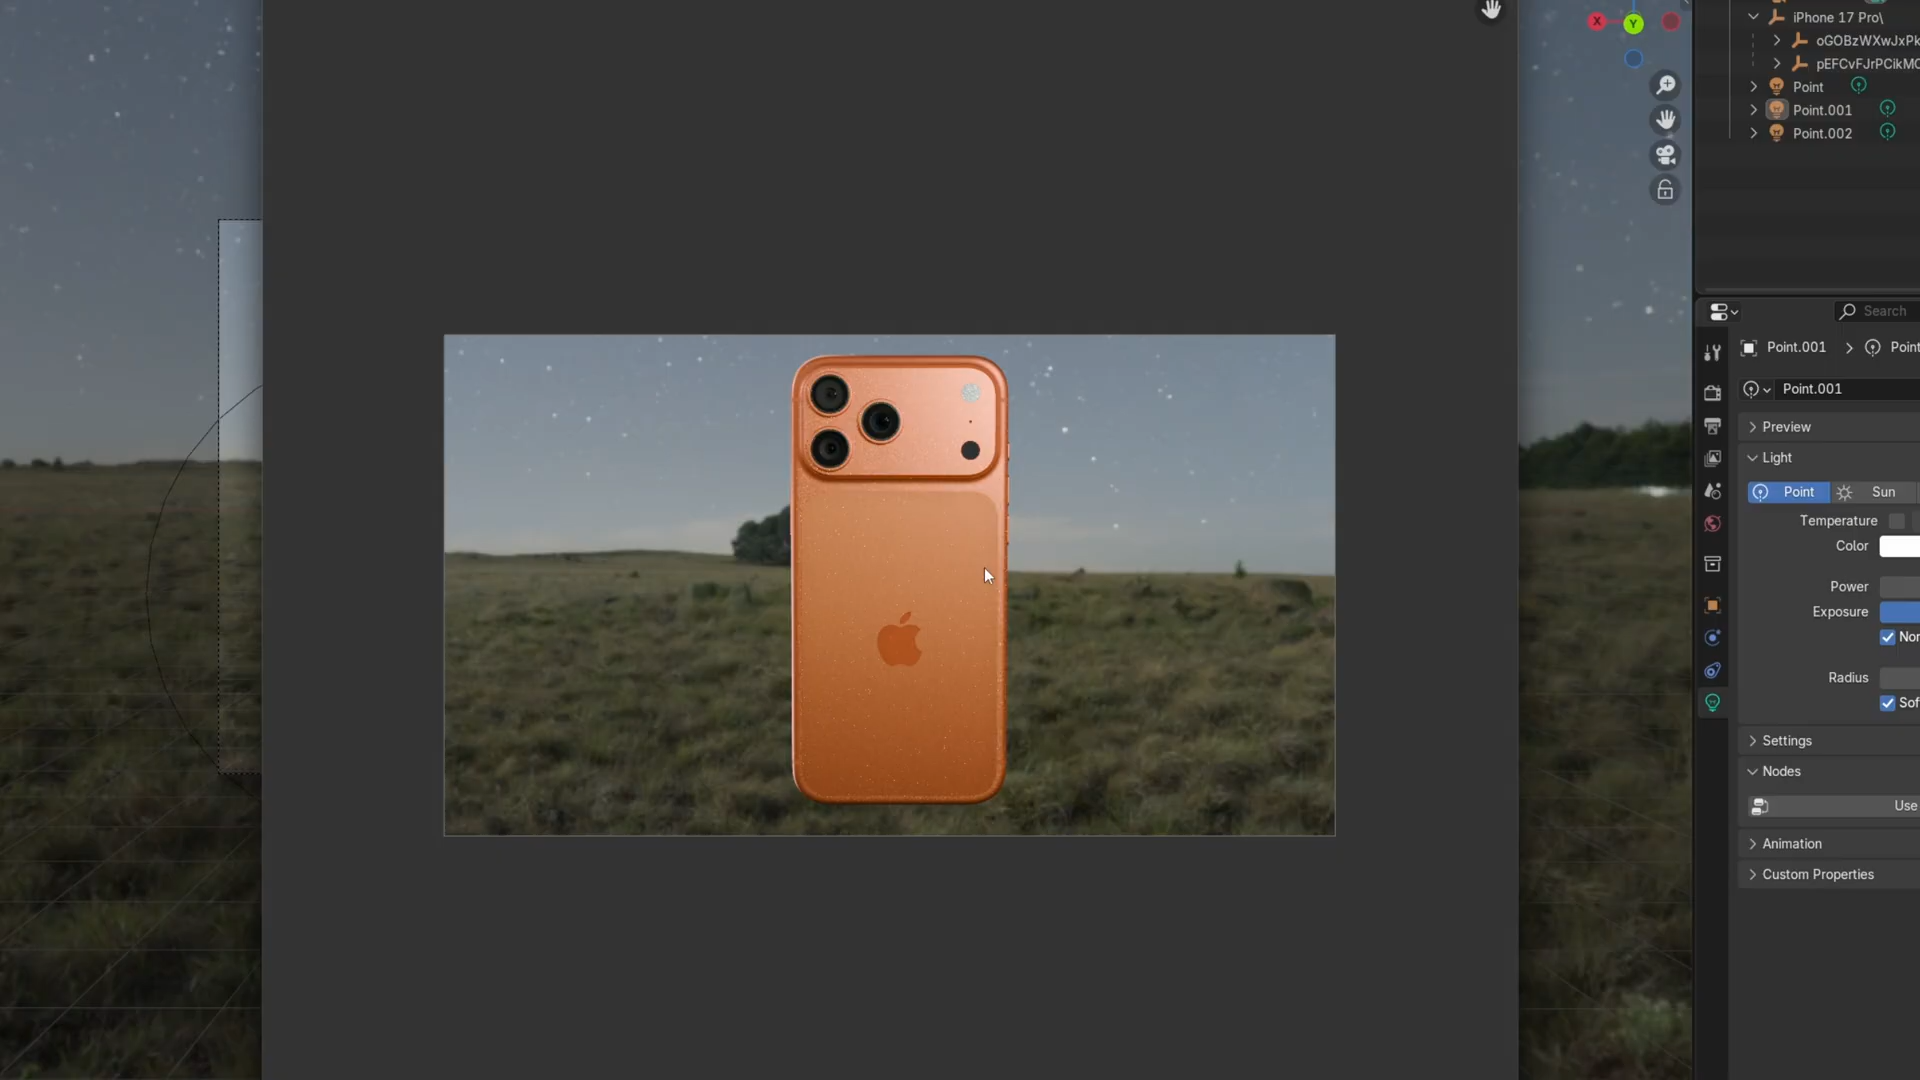 X
Y
iPhone 17 Pro\
oGOBzWXwJxPk
pEFCvFJrPCikM
Point
Point.001
Point.002
Search
Point.001
Point
Point.001
Preview
Light
Point
Sun
Temperature
Color
Power
Exposure
Nor
Radius
Sof
Settings
Nodes
Use
Animation
Custom Properties